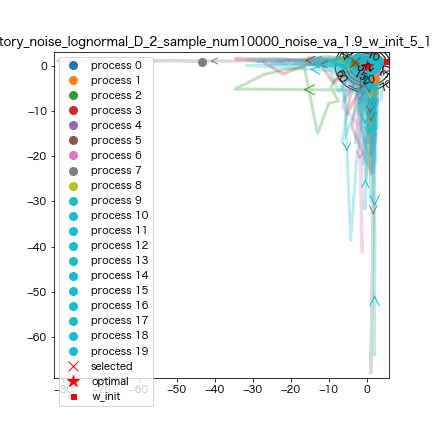 tory_noise_lognormal_D_2_sample_num10000_noise_va_1.9_w_init_5_1
process 0
process 1
process 2
process 3
process 4
process 5
process 6
process 7
process 8
process 9
process 10
process 11
process 12
process 13
process 14
process 15
process 16
process 17
process 18
process 19
selected
optimal
w_init
0
−10
−20
−30
−40
−50
−60
−80 −60 −50 −40 −30 −20 −10 0